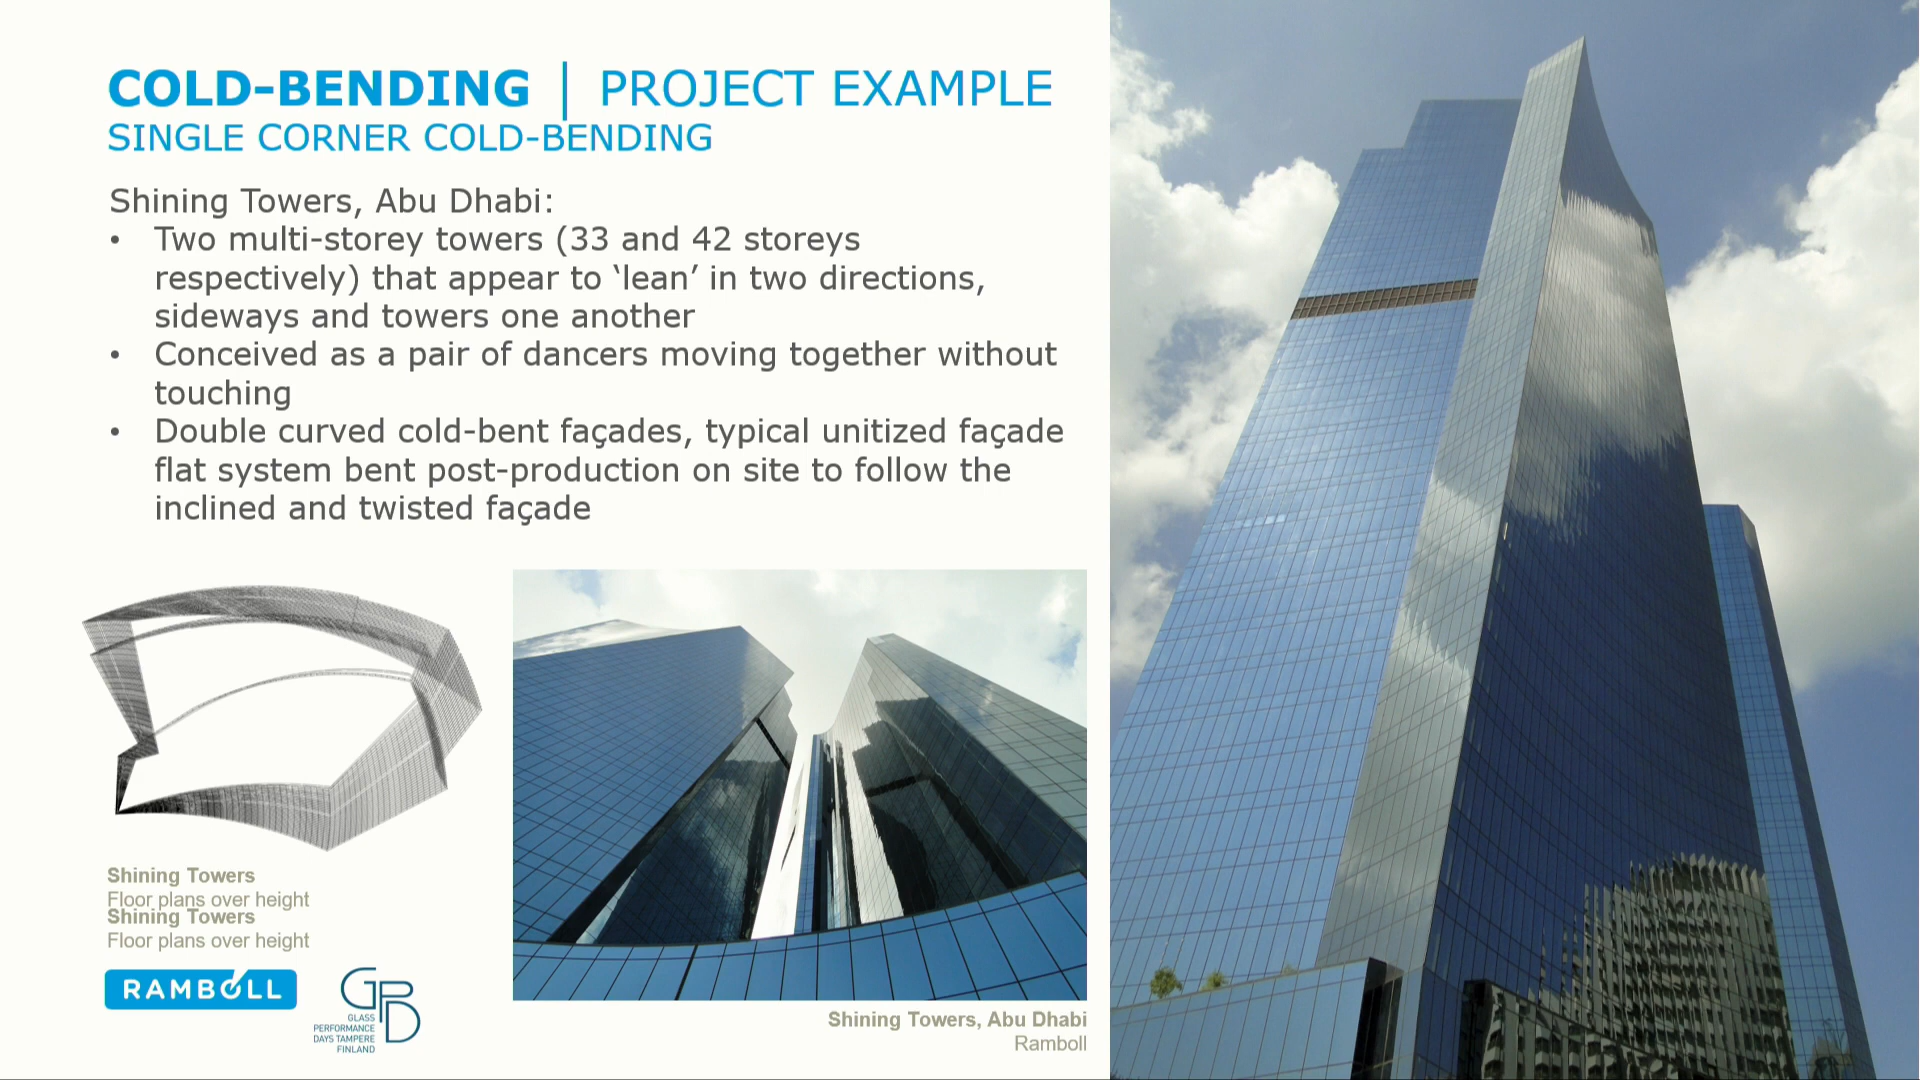 COLD-BENDING | PROJECT EXAMPLE
SINGLE CORNER COLD-BENDING
Shining Towers, Abu Dhabi:
• Two multi-storey towers (33 and 42 storeys
respectively) that appear to ‘lean’ in two directions,
sideways and towers one another
• Conceived as a pair of dancers moving together without
touching
• Double curved cold-bent façades, typical unitized façade
flat system bent post-production on site to follow the
inclined and twisted façade
Shining Towers
Floor plans over height
Shining Towers
Floor plans over height
RAMBOLL
GPD
GLASS
PERFORMANCE
DAYS TAMPERE
FINLAND
Shining Towers, Abu Dhabi
Ramboll